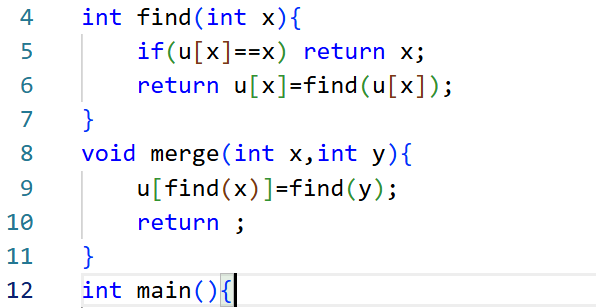 4 int find(int x){
5     if(u[x]==x) return x;
6     return u[x]=find(u[x]);
7 }
8 void merge(int x,int y){
9     u[find(x)]=find(y);
10     return ;
11 }
12 int main(){